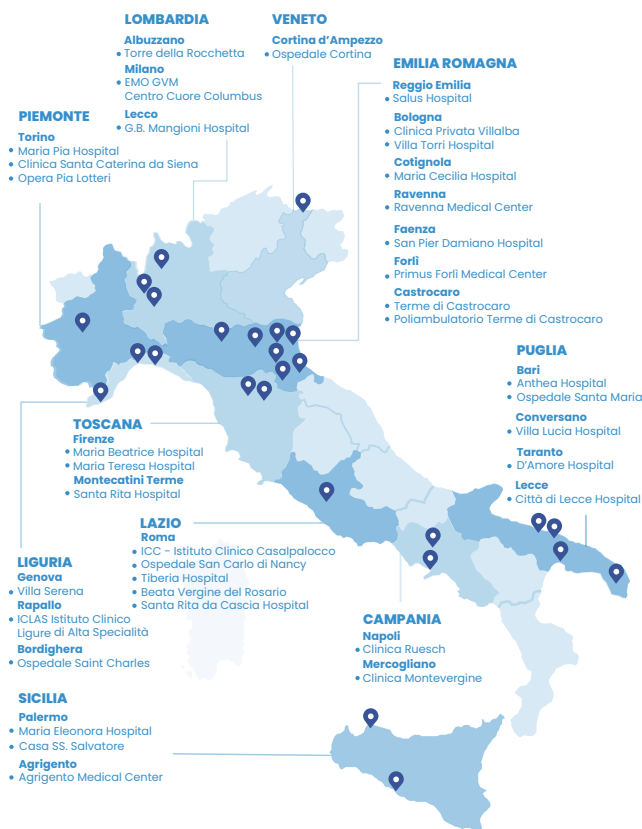 LOMBARDIA
Albuzzano
• Torre della Rocchetta
Milano
• EMO GVM
Centro Cuore Columbus
Lecco
• G.B. Mangioni Hospital
VENETO
Cortina d’Ampezzo
• Ospedale Cortina
EMILIA ROMAGNA
Reggio Emilia
• Salus Hospital
Bologna
• Clinica Privata Villalba
• Villa Torri Hospital
Cotignola
• Maria Cecilia Hospital
Ravenna
• Ravenna Medical Center
Faenza
• San Pier Damiano Hospital
Forlì
• Primus Forlì Medical Center
Castrocaro
• Terme di Castrocaro
• Poliambulatorio Terme di Castrocaro
PIEMONTE
Torino
• Maria Pia Hospital
• Clinica Santa Caterina da Siena
• Opera Pia Lotteri
PUGLIA
Bari
• Anthea Hospital
• Ospedale Santa Maria
Conversano
• Villa Lucia Hospital
Taranto
• D’Amore Hospital
Lecce
• Città di Lecce Hospital
TOSCANA
Firenze
• Maria Beatrice Hospital
• Maria Teresa Hospital
Montecatini Terme
• Santa Rita Hospital
LAZIO
Roma
• ICC - Istituto Clinico Casalpalocco
• Ospedale San Carlo di Nancy
• Tiberia Hospital
• Beata Vergine del Rosario
• Santa Rita da Cascia Hospital
LIGURIA
Genova
• Villa Serena
Rapallo
• ICLAS Istituto Clinico
Ligure di Alta Specialità
Bordighera
• Ospedale Saint Charles
CAMPANIA
Napoli
• Clinica Ruesch
Mercogliano
• Clinica Montevergine
SICILIA
Palermo
• Maria Eleonora Hospital
• Casa SS. Salvatore
Agrigento
• Agrigento Medical Center